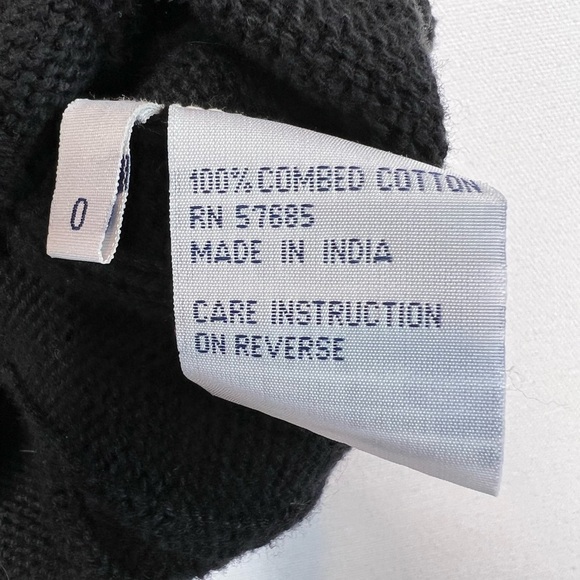 0
100% COMBED COTTON
RN 57685
MADE IN INDIA
CARE INSTRUCTION
ON REVERSE